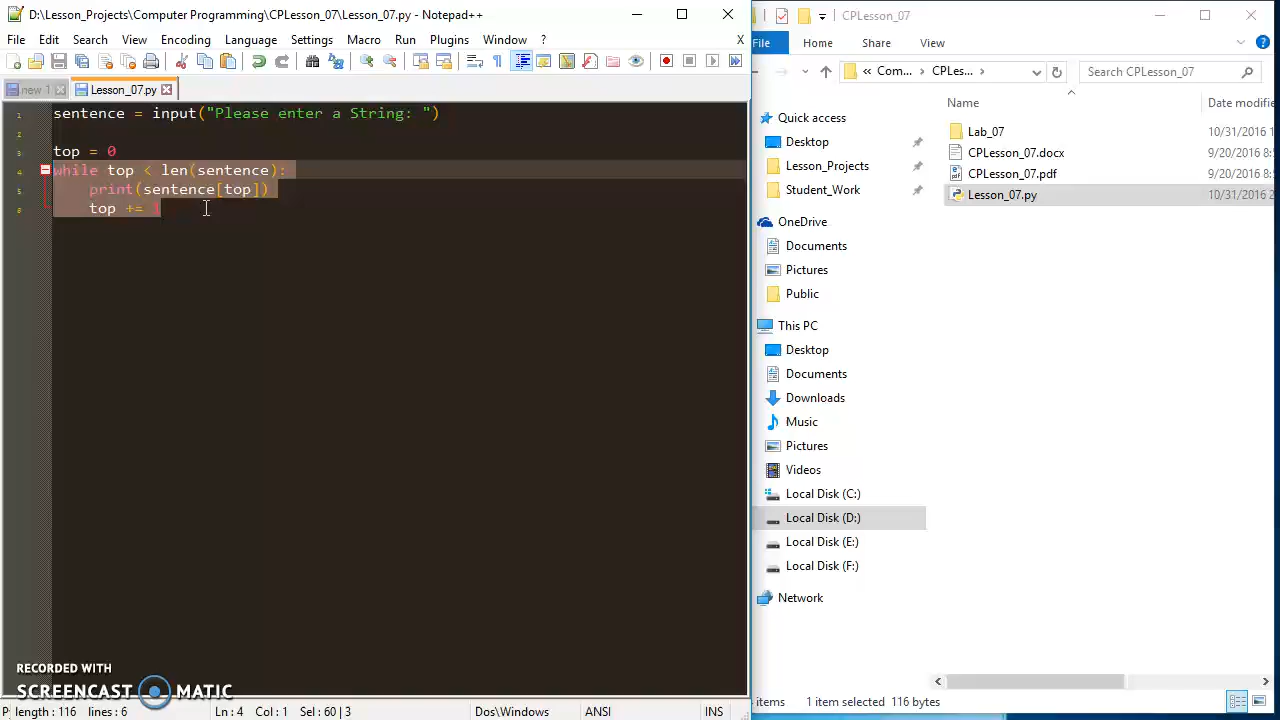 D:\Lesson_Projects\Computer Programming\CPLesson_07\Lesson_07.py - Notepad++
File Edit Search View Encoding Language Settings Macro Run Plugins Window ? X
new 1 Lesson_07.py
1 sentence = input("Please enter a String: ")
2
3 top = 0
4 while top < len(sentence):
5 print(sentence[top])
6 top += 1
RECORDED WITH
SCREENCAST MATIC
length: 116 lines: 6 Ln: 4 Col: 1 Sel: 60 | 3 Dos\Windows ANSI INS
CPLesson_07
File Home Share View
« Com... > CPLes... > Search CPLesson_07
Name Date modifie
Quick access
Desktop
Lesson_Projects
Student_Work
OneDrive
Documents
Pictures
Public
This PC
Desktop
Documents
Downloads
Music
Pictures
Videos
Local Disk (C:)
Local Disk (D:)
Local Disk (E:)
Local Disk (F:)
Network
Lab_07 10/31/2016
CPLesson_07.docx 9/20/2016 8:
CPLesson_07.pdf 9/20/2016 8:
Lesson_07.py 10/31/2016 2
items 1 item selected 116 bytes